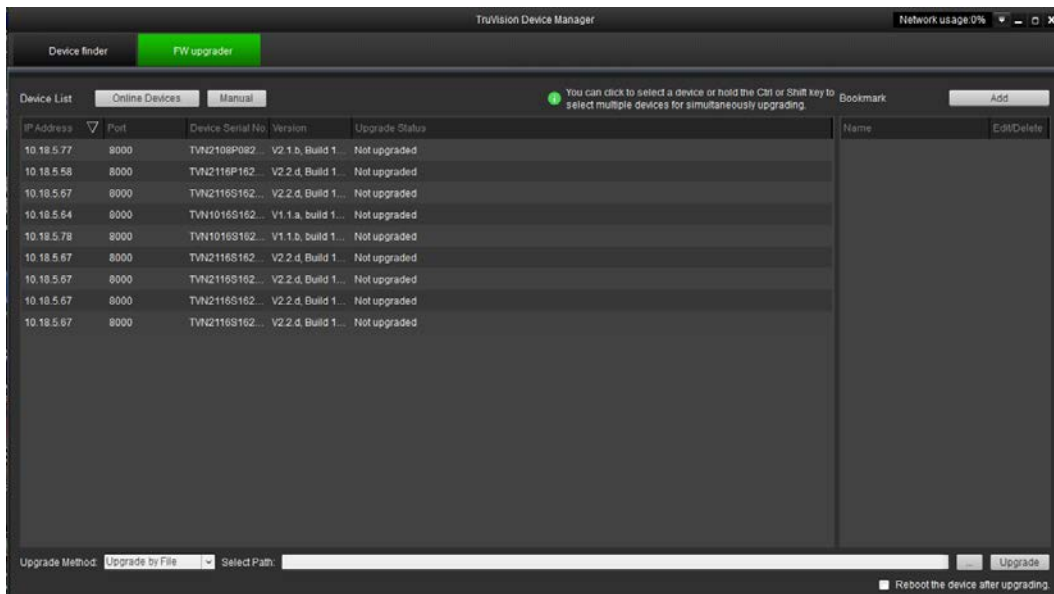 TruVision Device Manager
Network usage:0%
Device finder
FW upgrader
Device List
Online Devices
Manual
You can click to select a device or hold the Ctrl or Shift key to
select multiple devices for simultaneously upgrading.
Bookmark
Add
IP Address Port Device Serial No. Version Upgrade Status
Name Edit/Delete
10.18.5.77 8000 TVN2108P082... V2.1.b, Build 1... Not upgraded
10.18.5.58 8000 TVN2116P162... V2.2.d, Build 1... Not upgraded
10.18.5.67 8000 TVN2116S162... V2.2.d, Build 1... Not upgraded
10.18.5.64 8000 TVN1016S162... V1.1.a, build 1... Not upgraded
10.18.5.78 8000 TVN1016S162... V1.1.b, build 1... Not upgraded
10.18.5.67 8000 TVN2116S162... V2.2.d, Build 1... Not upgraded
10.18.5.67 8000 TVN2116S162... V2.2.d, Build 1... Not upgraded
10.18.5.67 8000 TVN2116S162... V2.2.d, Build 1... Not upgraded
10.18.5.67 8000 TVN2116S162... V2.2.d, Build 1... Not upgraded
Upgrade Method: Upgrade by File Select Path: ... Upgrade
Reboot the device after upgrading.